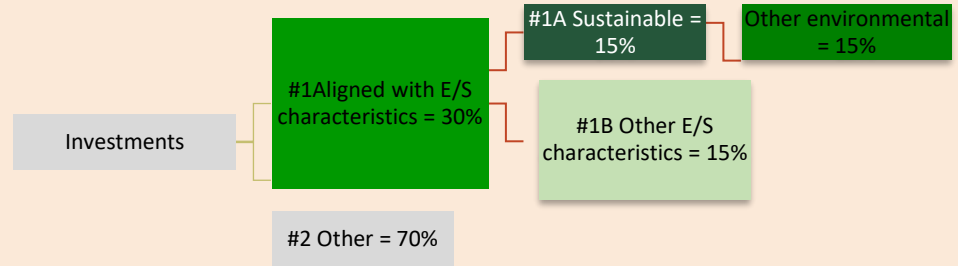 Investments
#1Aligned with E/S
characteristics = 30%
#2 Other = 70%
#1A Sustainable =
15%
Other environmental
= 15%
#1B Other E/S
characteristics = 15%